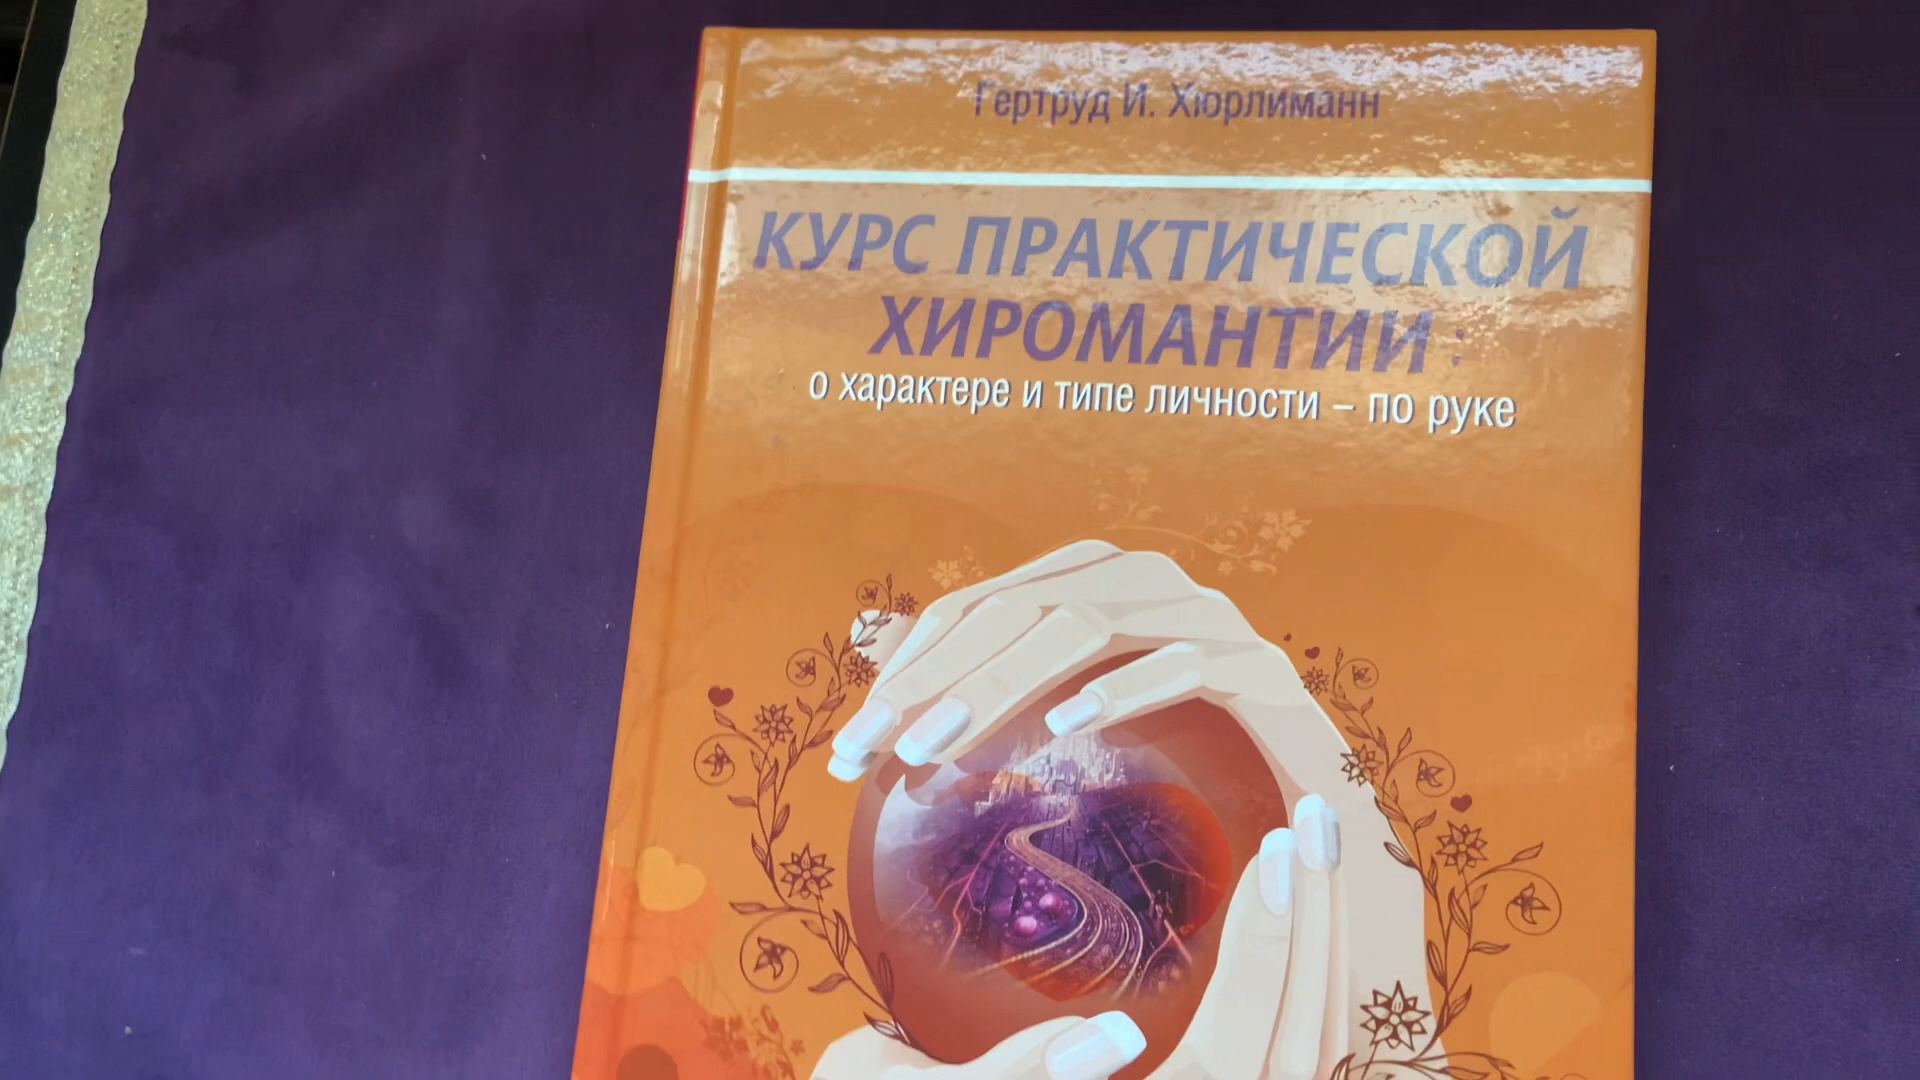 Гертруд И. Хюрлиманн
КУРС ПРАКТИЧЕСКОЙ
ХИРОМАНТИИ:
о характере и типе личности – по руке